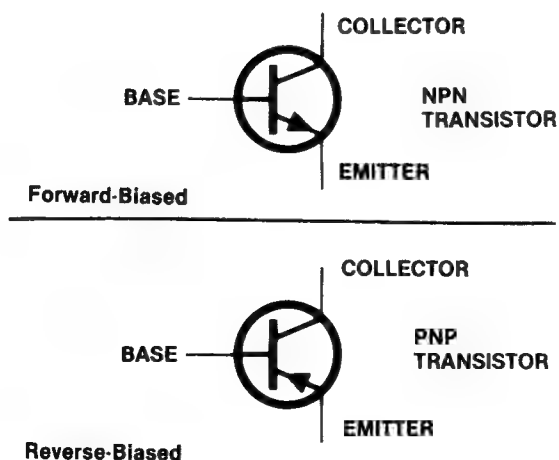 COLLECTOR
BASE
NPN
TRANSISTOR
EMITTER
Forward-Biased
COLLECTOR
BASE
PNP
TRANSISTOR
EMITTER
Reverse-Biased